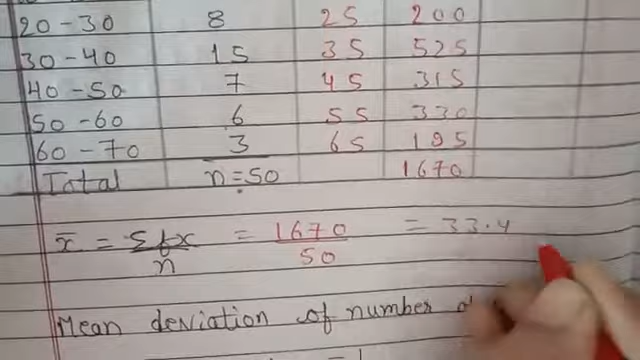 20-30 8 25 200
30-40 15 35 525
40-50 7 45 315
50-60 6 55 330
60-70 3 65 195
Total n=50 1670
x̄ = Σfx/n = 1670/50 = 33.4
Mean deviation of number